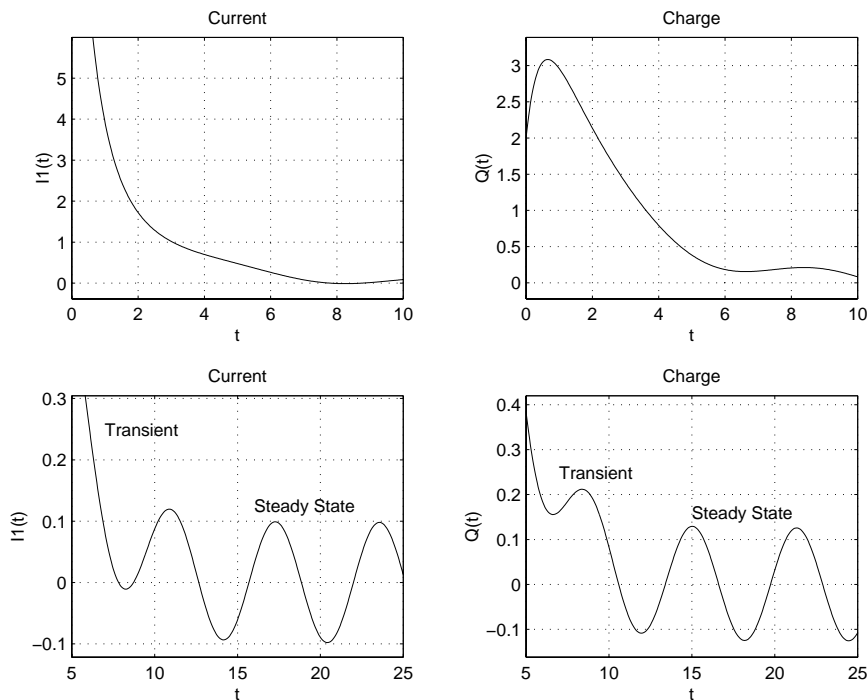 Current
I1(t)
5
4
3
2
1
0
0 2 4 6 8 10
t
Charge
Q(t)
3
2.5
2
1.5
1
0.5
0
0 2 4 6 8 10
t
Current
I1(t)
0.3
0.2
0.1
0
−0.1
Transient
Steady State
5 10 15 20 25
t
Charge
Q(t)
0.4
0.3
0.2
0.1
0
−0.1
Transient
Steady State
5 10 15 20 25
t